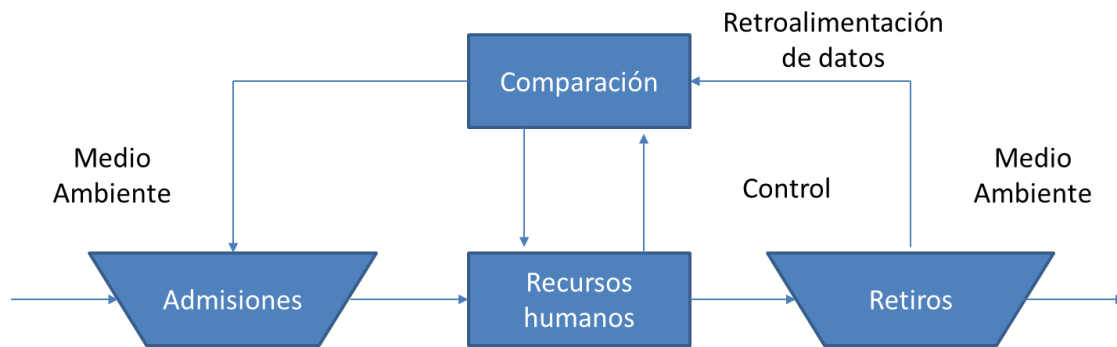 Retroalimentación
de datos
Comparación
Medio
Ambiente
Control
Medio
Ambiente
Admisiones
Recursos
humanos
Retiros